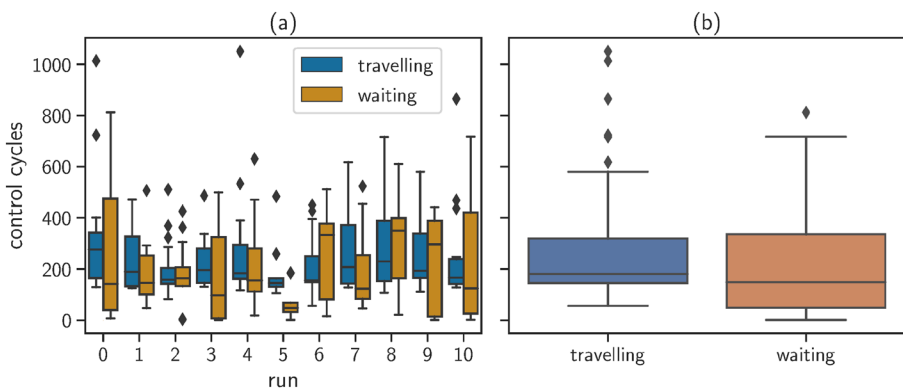 (a)
(b)
1000
800
600
400
200
0
control cycles
travelling
waiting
0 1 2 3 4 5 6 7 8 9 10
run
travelling waiting